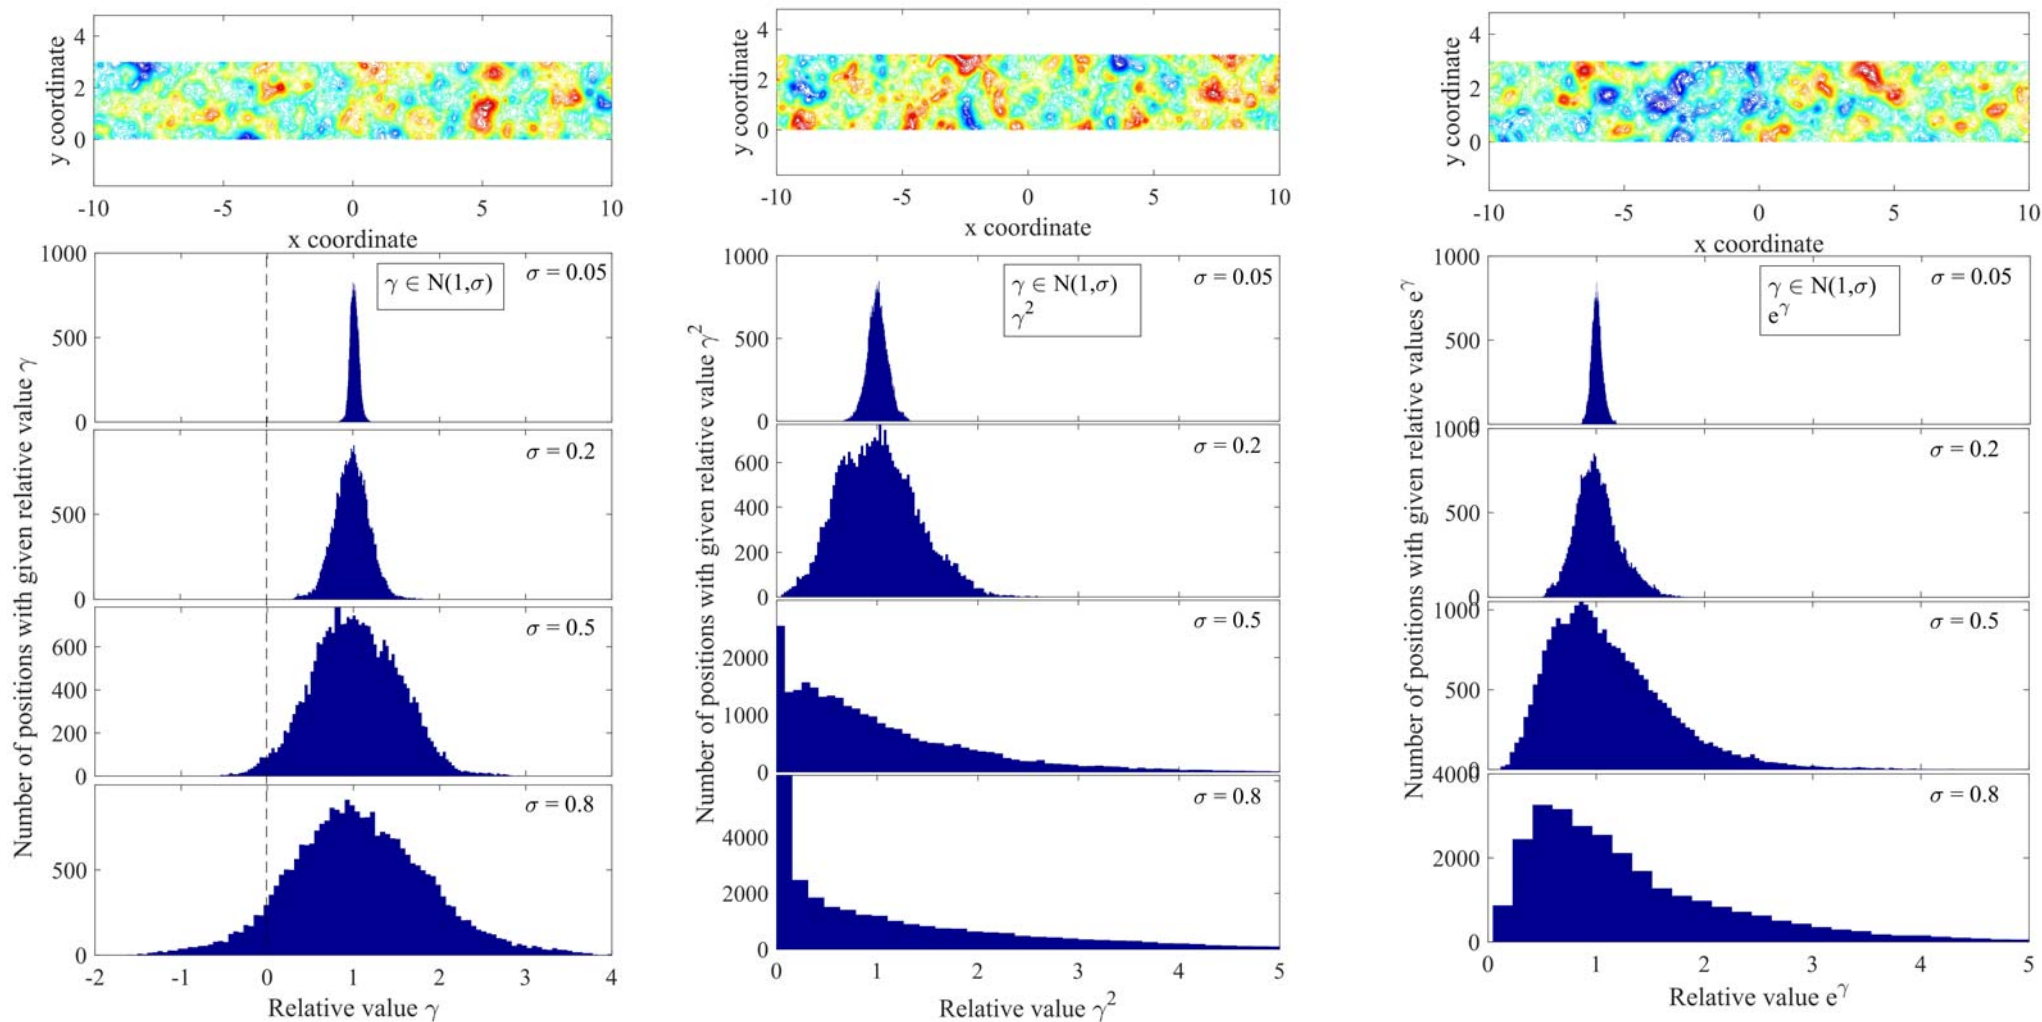 y coordinate
4
2
0
-10
-5
0
5
10
x coordinate
Number of positions with given relative value γ
1000
500
0
γ ∈ N(1,σ)
σ = 0.05
500
0
σ = 0.2
600
400
200
0
σ = 0.5
500
0
σ = 0.8
-2
-1
0
1
2
3
4
Relative value γ
y coordinate
4
2
0
-10
-5
0
5
10
x coordinate
Number of positions with given relative value γ²
1000
500
0
γ ∈ N(1,σ)
γ²
σ = 0.05
600
400
200
0
σ = 0.2
2000
1000
0
σ = 0.5
4000
2000
0
σ = 0.8
0
1
2
3
4
5
Relative value γ²
y coordinate
4
2
0
-10
-5
0
5
10
x coordinate
Number of positions with given relative values e^γ
1000
500
0
γ ∈ N(1,σ)
e^γ
σ = 0.05
1000
500
0
σ = 0.2
1000
500
0
σ = 0.5
4000
2000
0
σ = 0.8
0
1
2
3
4
5
Relative value e^γ